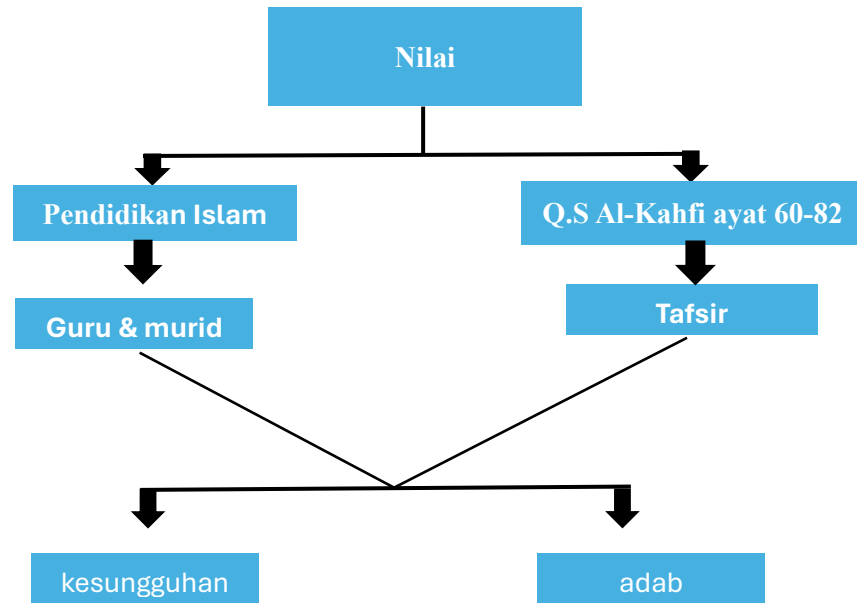 Nilai
Pendidikan Islam
Q.S Al-Kahfi ayat 60-82
Guru & murid
Tafsir
kesungguhan
adab